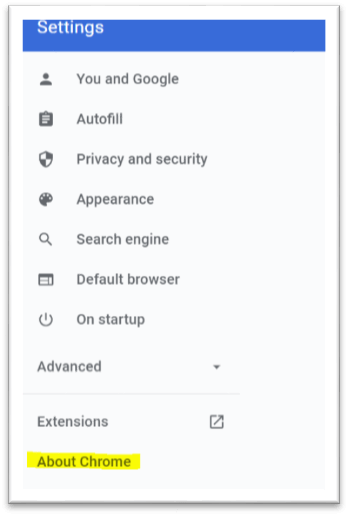 Settings
You and Google
Autofill
Privacy and security
Appearance
Search engine
Default browser
On startup
Advanced
Extensions
About Chrome